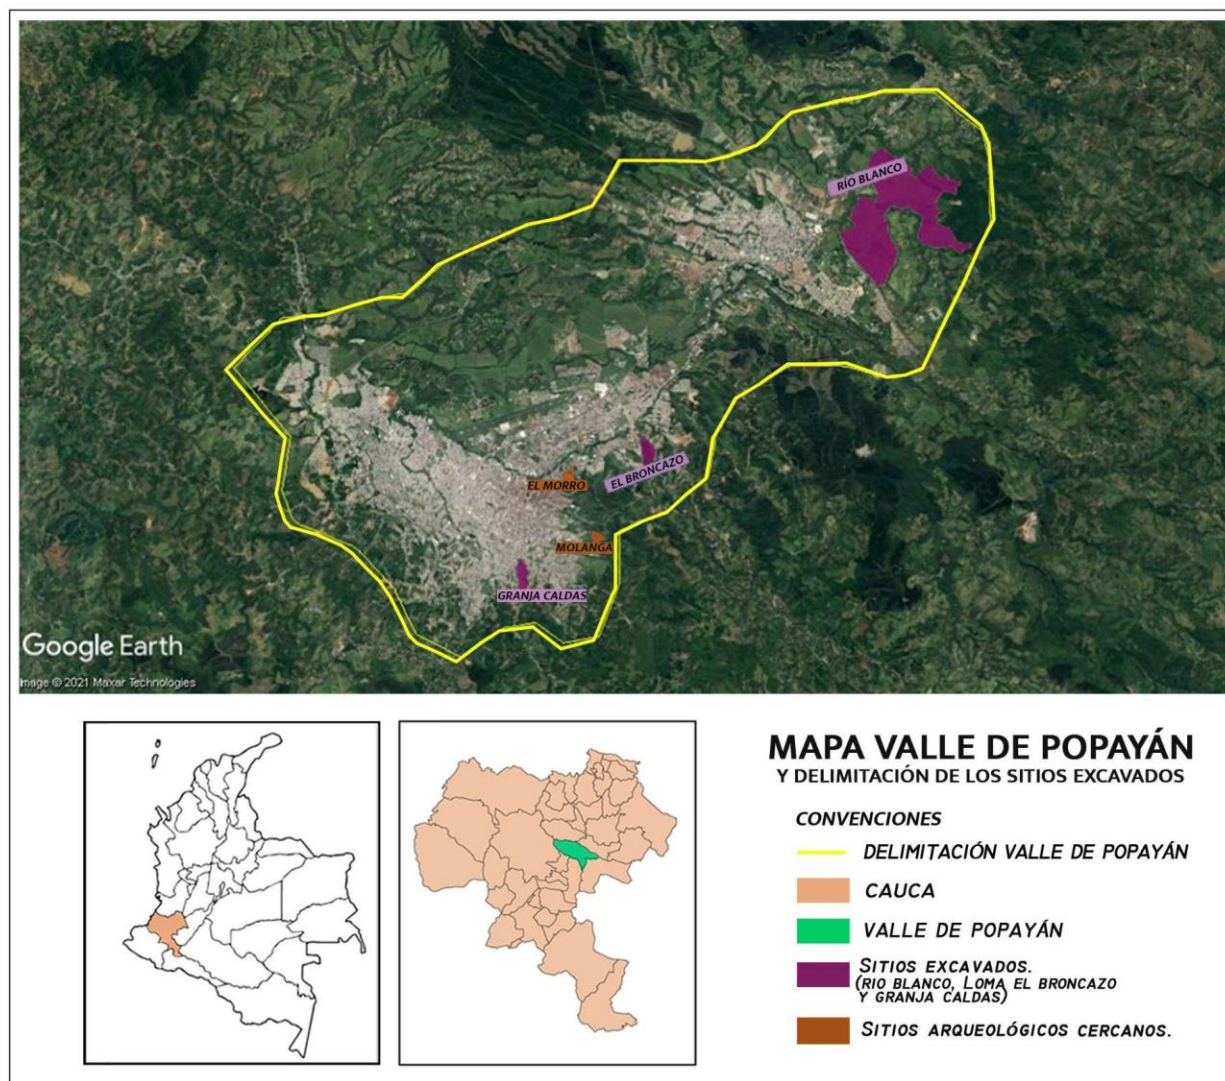 RÍO BLANCO
EL BRONCAZO
EL MORRO
MOLANGA
GRANJA CALDAS
Google Earth
Image © 2021 Maxar Technologies
MAPA VALLE DE POPAYÁN
Y DELIMITACIÓN DE LOS SITIOS EXCAVADOS
CONVENCIONES
DELIMITACIÓN VALLE DE POPAYÁN
CAUCA
VALLE DE POPAYÁN
SITIOS EXCAVADOS.
(RIO BLANCO, LOMA EL BRONCAZO
Y GRANJA CALDAS)
SITIOS ARQUEOLÓGICOS CERCANOS.